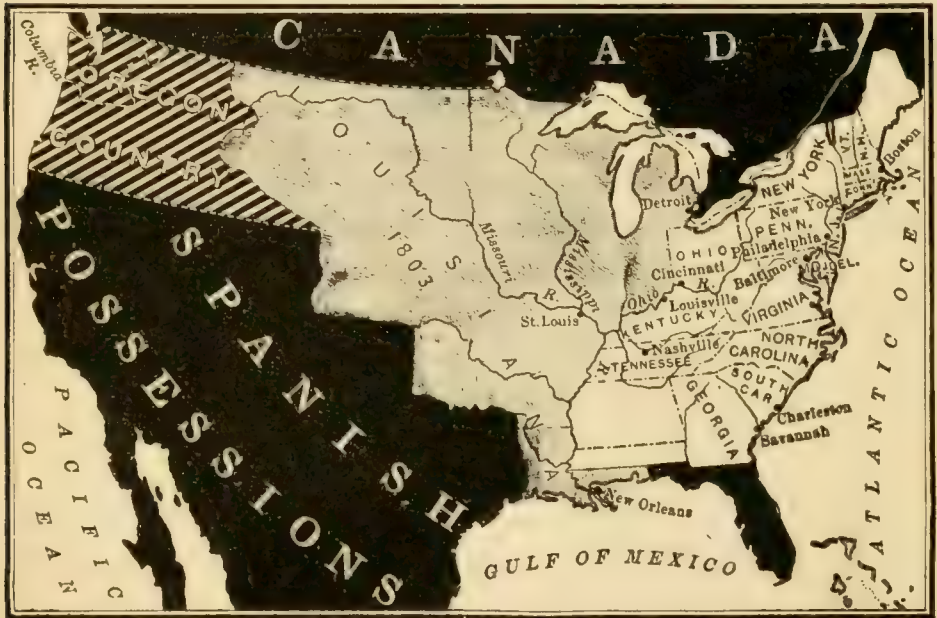 CANADA
Columbia
R.
OREGON
COUNTRY
LOUISIANA
1803
SPANISH
POSSESSIONS
PACIFIC
OCEAN
Missouri
R.
Mississippi
St. Louis
Detroit
OHIO
Cincinnati
Ohio
R.
Louisville
KENTUCKY
Nashville
TENNESSEE
NEW YORK
New York
PENN.
Philadelphia
N.J.
Baltimore
MD.
DEL.
VIRGINIA
NORTH
CAROLINA
SOUTH
CAR.
GEORGIA
Charleston
Savannah
VT.
N.H.
MASS
CONN.
Boston
New Orleans
GULF OF MEXICO
ATLANTIC OCEAN